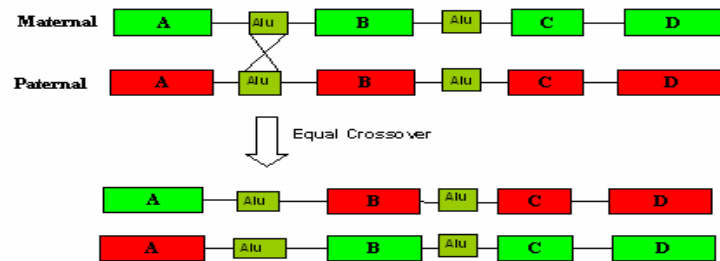 Maternal A Alu B Alu C D
Paternal A Alu B Alu C D
Equal Crossover
A Alu B Alu C D
A Alu B Alu C D